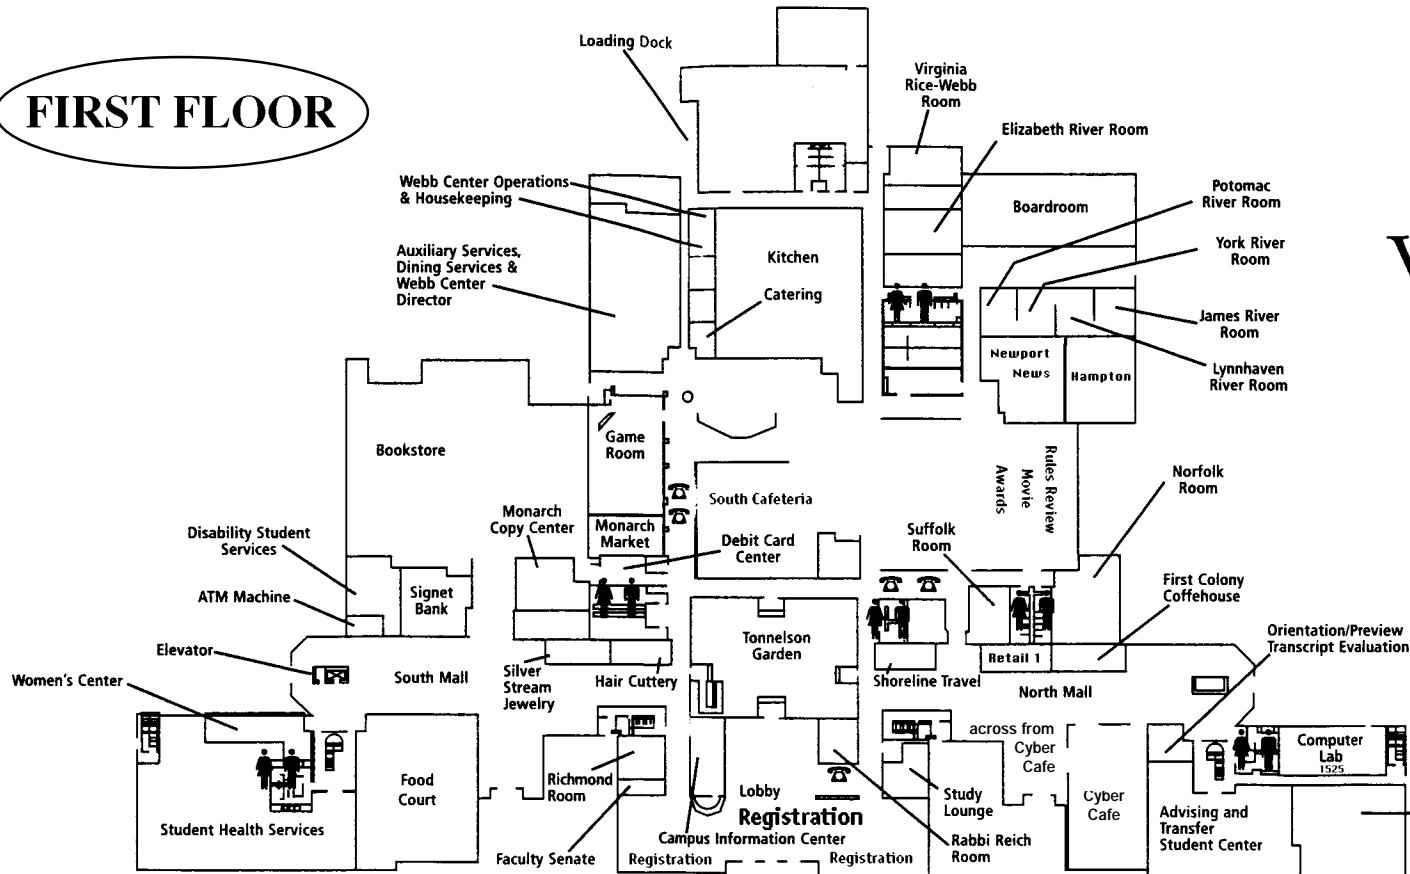 FIRST FLOOR
Loading Dock
Virginia
Rice-Webb
Room
Elizabeth River Room
Webb Center Operations
& Housekeeping
Boardroom
Potomac
River Room
Auxiliary Services,
Dining Services &
Webb Center
Director
Kitchen
Catering
York River
Room
James River
Room
Newport
News
Hampton
Lynnhaven
River Room
Bookstore
Game
Room
South Cafeteria
Rules Review
Movie
Awards
Norfolk
Room
Monarch
Copy Center
Monarch
Market
Debit Card
Center
Suffolk
Room
Disability Student
Services
ATM Machine
Signet
Bank
First Colony
Coffehouse
Elevator
South Mall
Silver
Stream
Jewelry
Hair Cuttery
Tonnelson
Garden
Shoreline Travel
Retail 1
North Mall
Orientation/Preview
Transcript Evaluation
Women's Center
across from
Cyber
Cafe
Computer
Lab
1525
Food
Court
Richmond
Room
Lobby
Registration
Study
Lounge
Cyber
Cafe
Advising and
Transfer
Student Center
Student Health Services
Faculty Senate
Campus Information Center
Registration
Registration
Rabbi Reich
Room